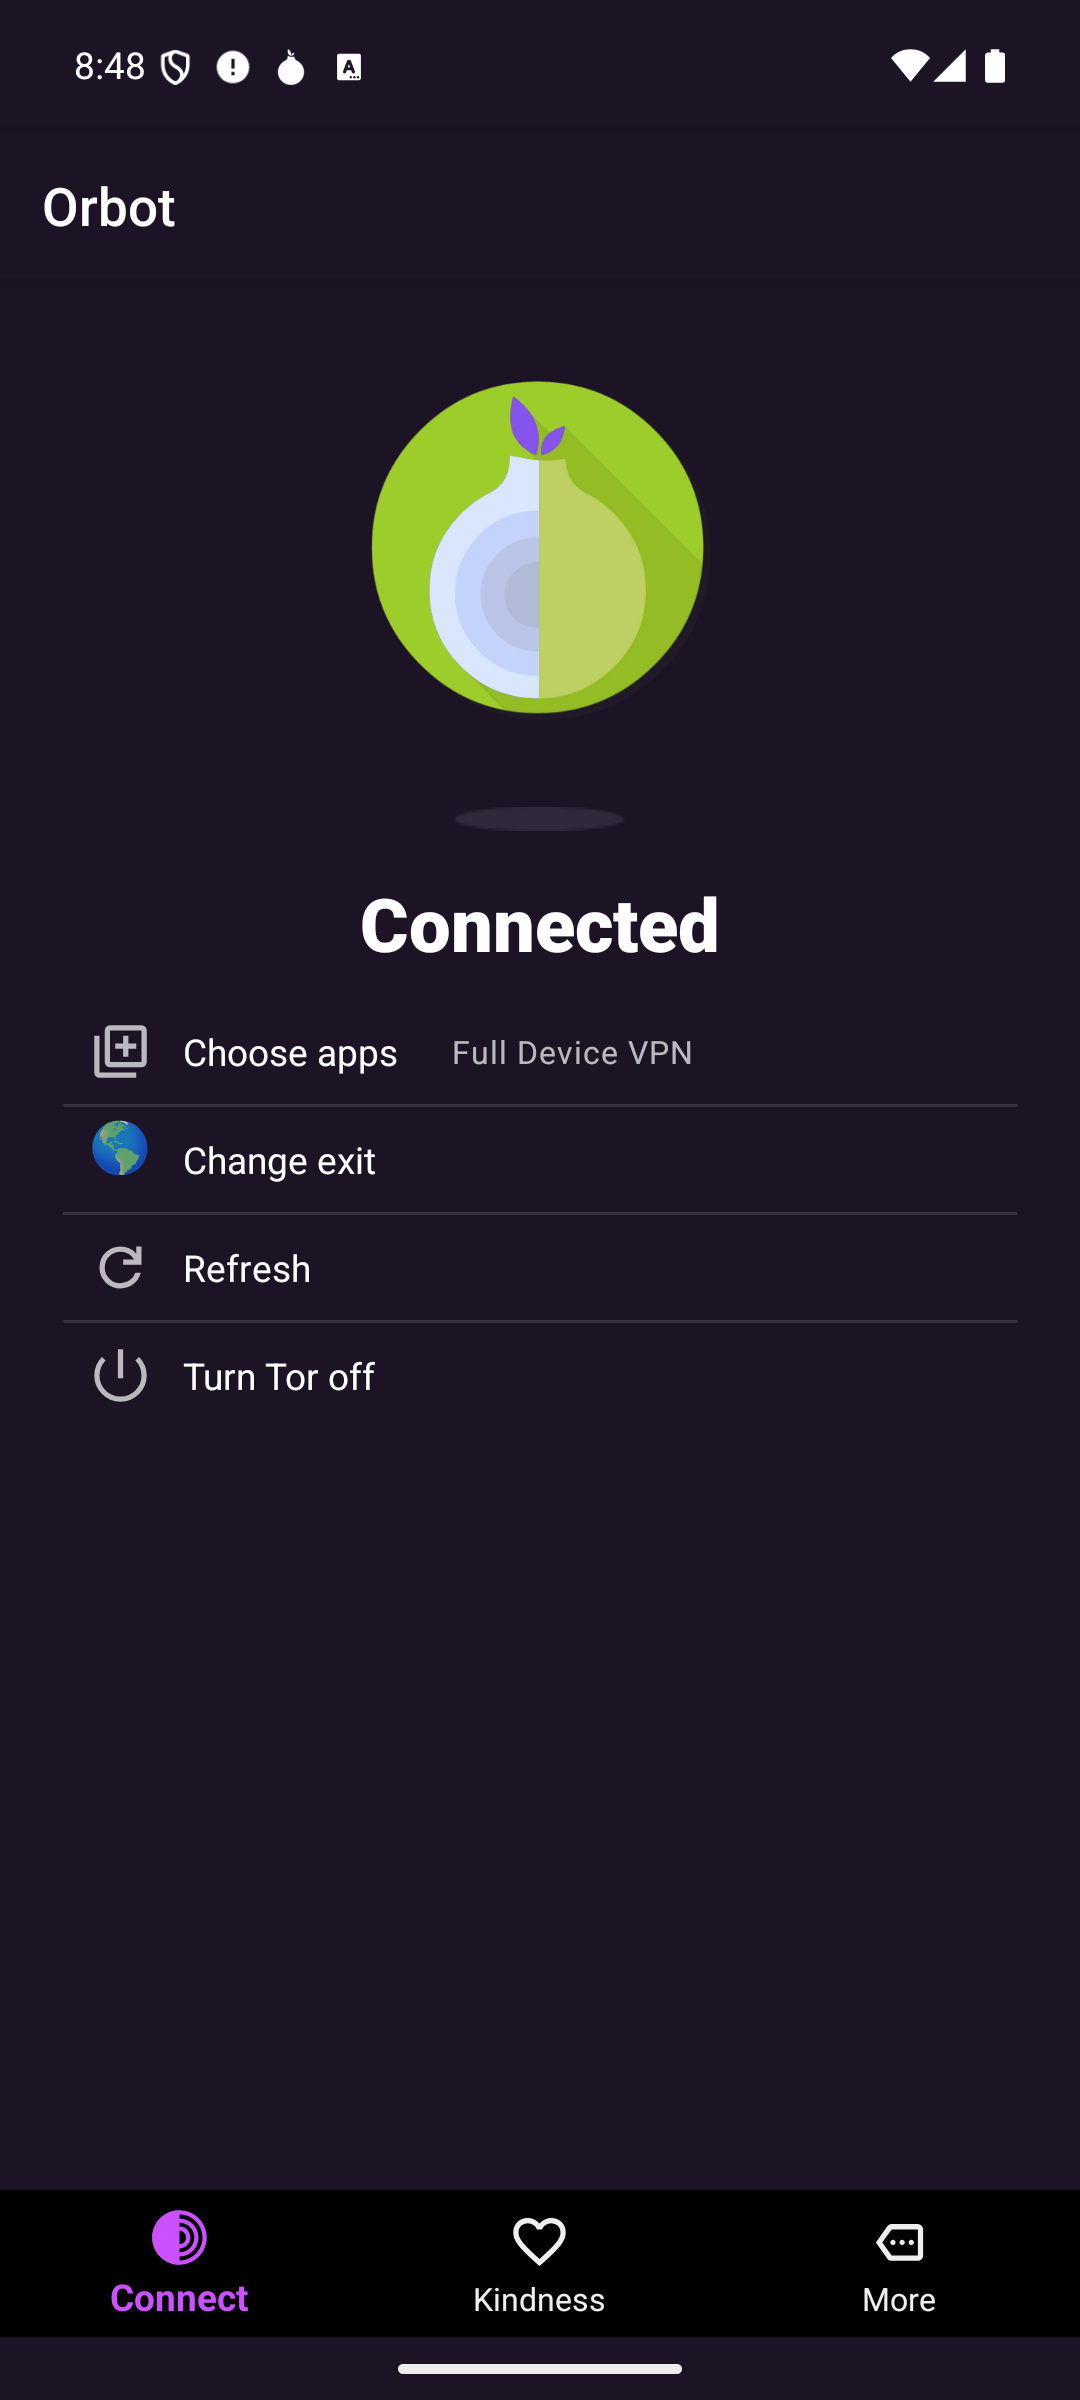 8:48
Orbot
Connected
Choose apps Full Device VPN
Change exit
Refresh
Turn Tor off
Connect Kindness More